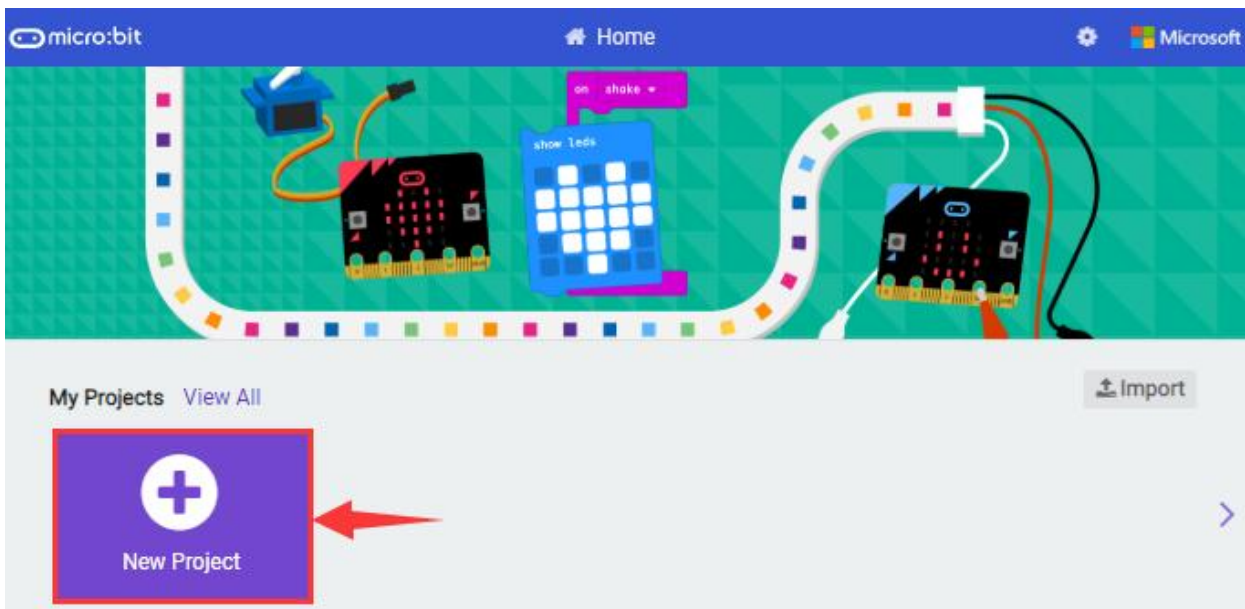 micro:bit
Home
Microsoft
on shake
show leds
My Projects View All
Import
New Project